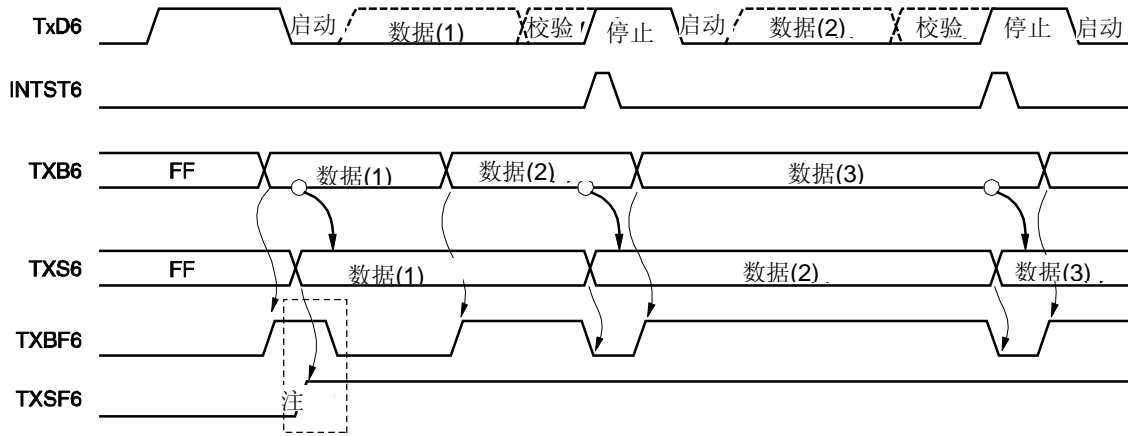 TxD6 启动 数据(1) 校验 停止 启动 数据(2) 校验 停止 启动
INTST6
TXB6 FF 数据(1) 数据(2) 数据(3)
TXS6 FF 数据(1) 数据(2) 数据(3)
TXBF6
TXSF6 注